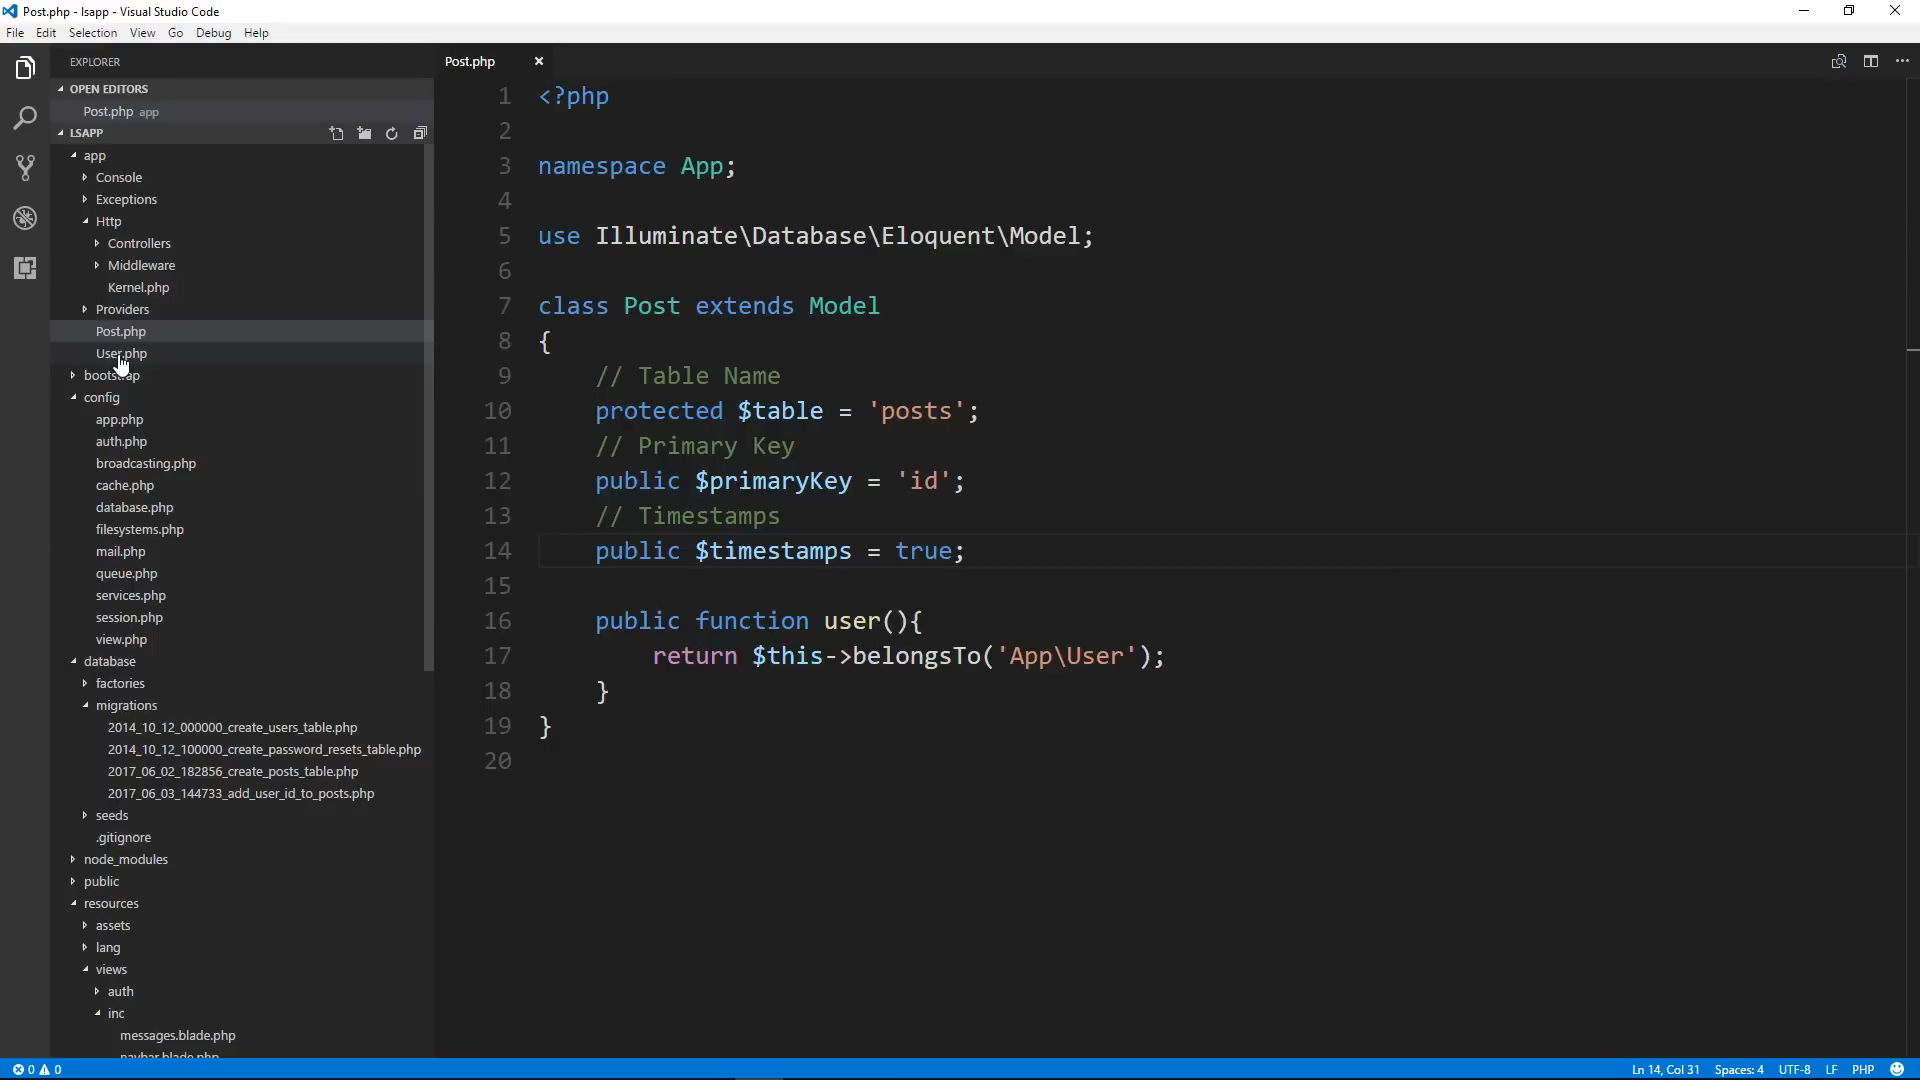 Post.php - lsapp - Visual Studio Code
File Edit Selection View Go Debug Help
EXPLORER
OPEN EDITORS
Post.php app
LSAPP
app
Console
Exceptions
Http
Controllers
Middleware
Kernel.php
Providers
Post.php
User.php
bootstrap
config
app.php
auth.php
broadcasting.php
cache.php
database.php
filesystems.php
mail.php
queue.php
services.php
session.php
view.php
database
factories
migrations
2014_10_12_000000_create_users_table.php
2014_10_12_100000_create_password_resets_table.php
2017_06_02_182856_create_posts_table.php
2017_06_03_144733_add_user_id_to_posts.php
seeds
.gitignore
node_modules
public
resources
assets
lang
views
auth
inc
messages.blade.php
navbar.blade.php
Post.php
1 <?php
2
3 namespace App;
4
5 use Illuminate\Database\Eloquent\Model;
6
7 class Post extends Model
8 {
9 // Table Name
10 protected $table = 'posts';
11 // Primary Key
12 public $primaryKey = 'id';
13 // Timestamps
14 public $timestamps = true;
15
16 public function user(){
17 return $this->belongsTo('App\User');
18 }
19 }
20
0 0
Ln 14, Col 31 Spaces: 4 UTF-8 LF PHP